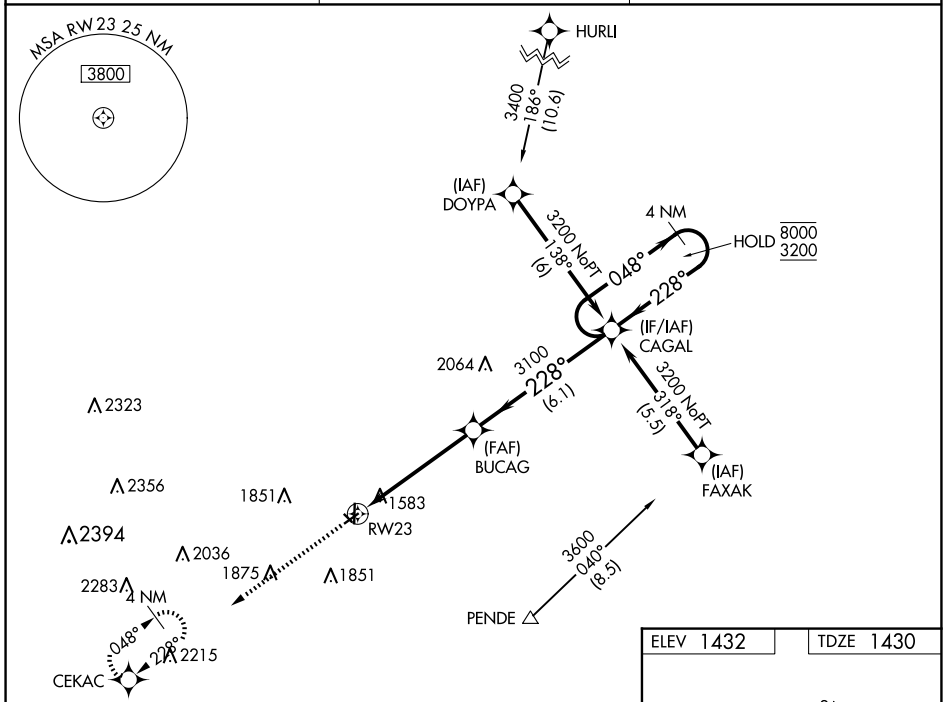 MSA RW23 25 NM
3800
HURLI
3400
186°
(10.6)
(IAF)
DOYPA
3200 NoPT
138°
(6)
4 NM
HOLD
8000
3200
048°
228°
(IF/IAF)
CAGAL
2064
3100
228°
(6.1)
3200 NoPT
318°
(5.5)
2323
(FAF)
BUCAG
(IAF)
FAXAK
2356
1851
1583
RW23
2394
2036
1875
1851
3600
040°
(8.5)
2283
4 NM
048°
228°
2215
PENDE
CEKAC
ELEV 1432
TDZE 1430